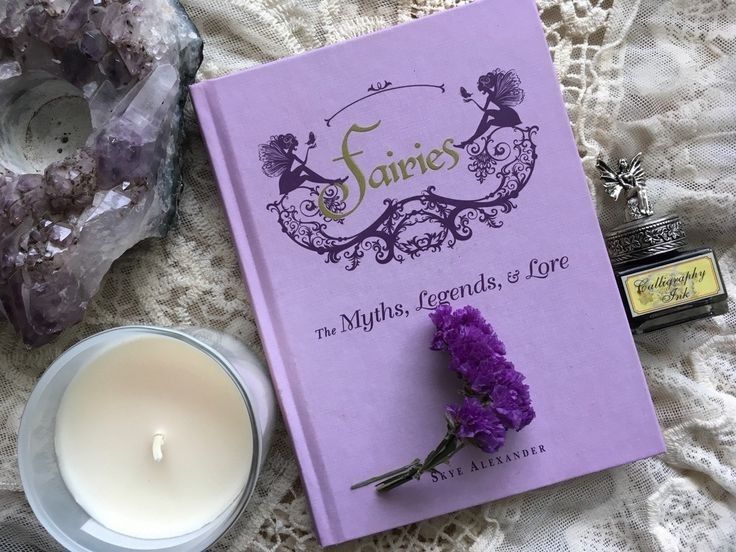 Fairies
The Myths, Legends, & Lore
Skye Alexander
Calligraphy
Ink